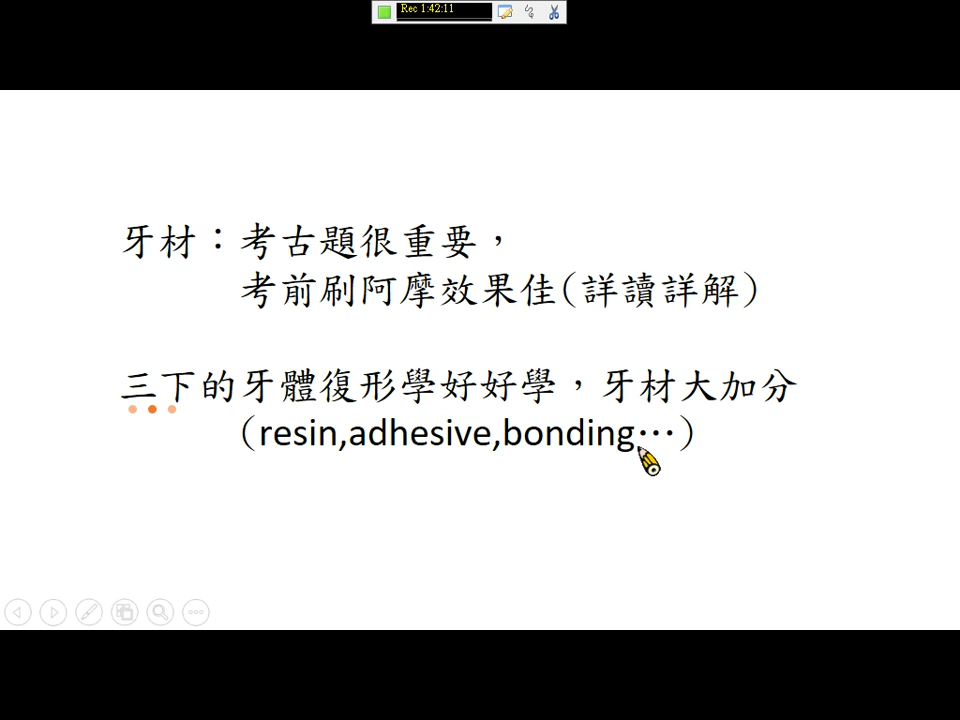 Rec 1:42:11
牙材：考古題很重要，
考前刷阿摩效果佳(詳讀詳解)
三下的牙體復形學好好學，牙材大加分
(resin,adhesive,bonding…)